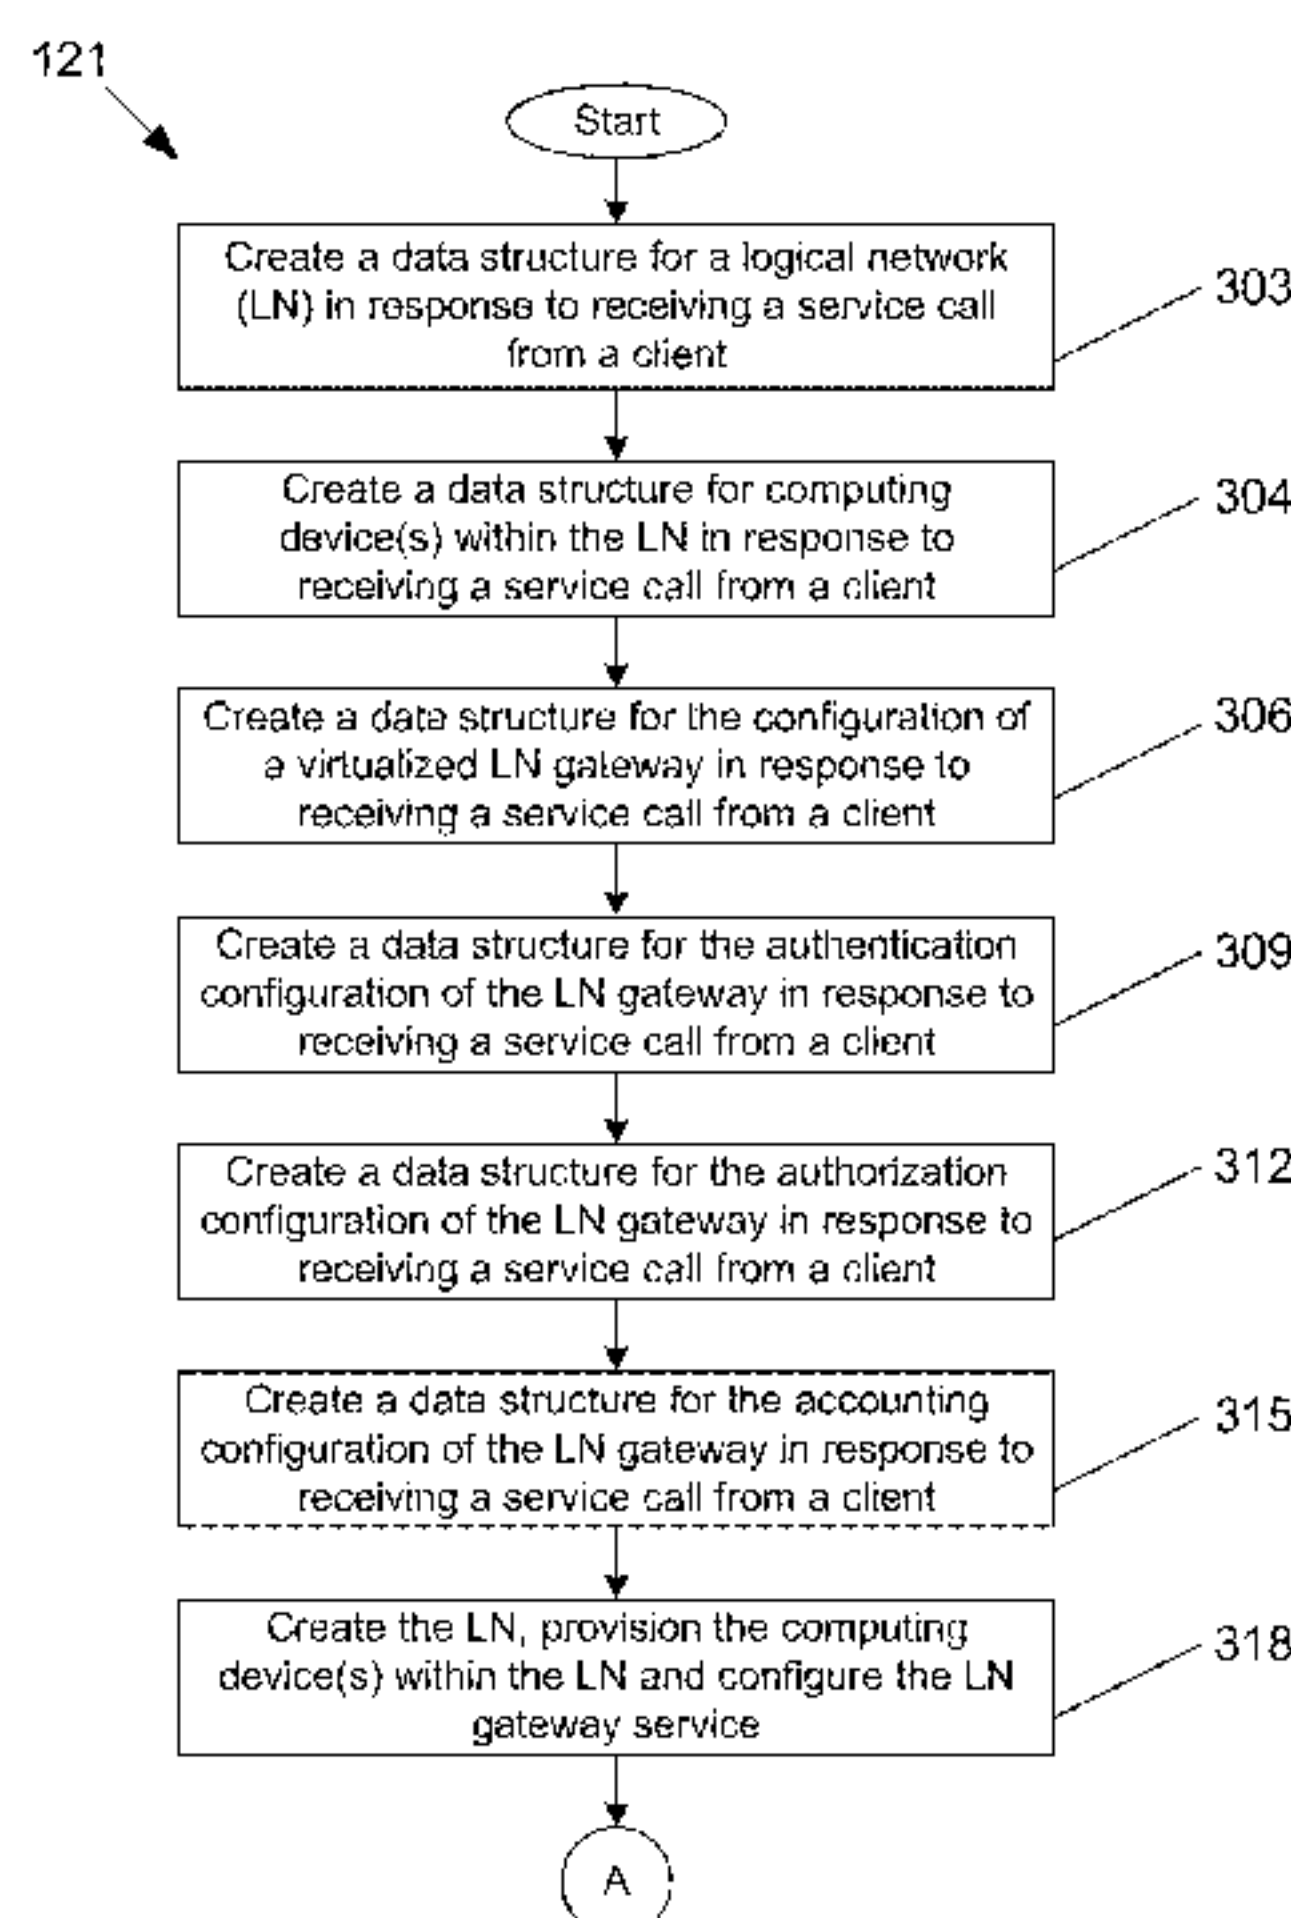 121
Start
Create a data structure for a logical network
(LN) in response to receiving a service call
from a client
303
Create a data structure for computing
device(s) within the LN in response to
receiving a service call from a client
304
Create a data structure for the configuration of
a virtualized LN gateway in response to
receiving a service call from a client
306
Create a data structure for the authentication
configuration of the LN gateway in response to
receiving a service call from a client
309
Create a data structure for the authorization
configuration of the LN gateway in response to
receiving a service call from a client
312
Create a data structure for the accounting
configuration of the LN gateway in response to
receiving a service call from a client
315
Create the LN, provision the computing
device(s) within the LN and configure the LN
gateway service
318
A